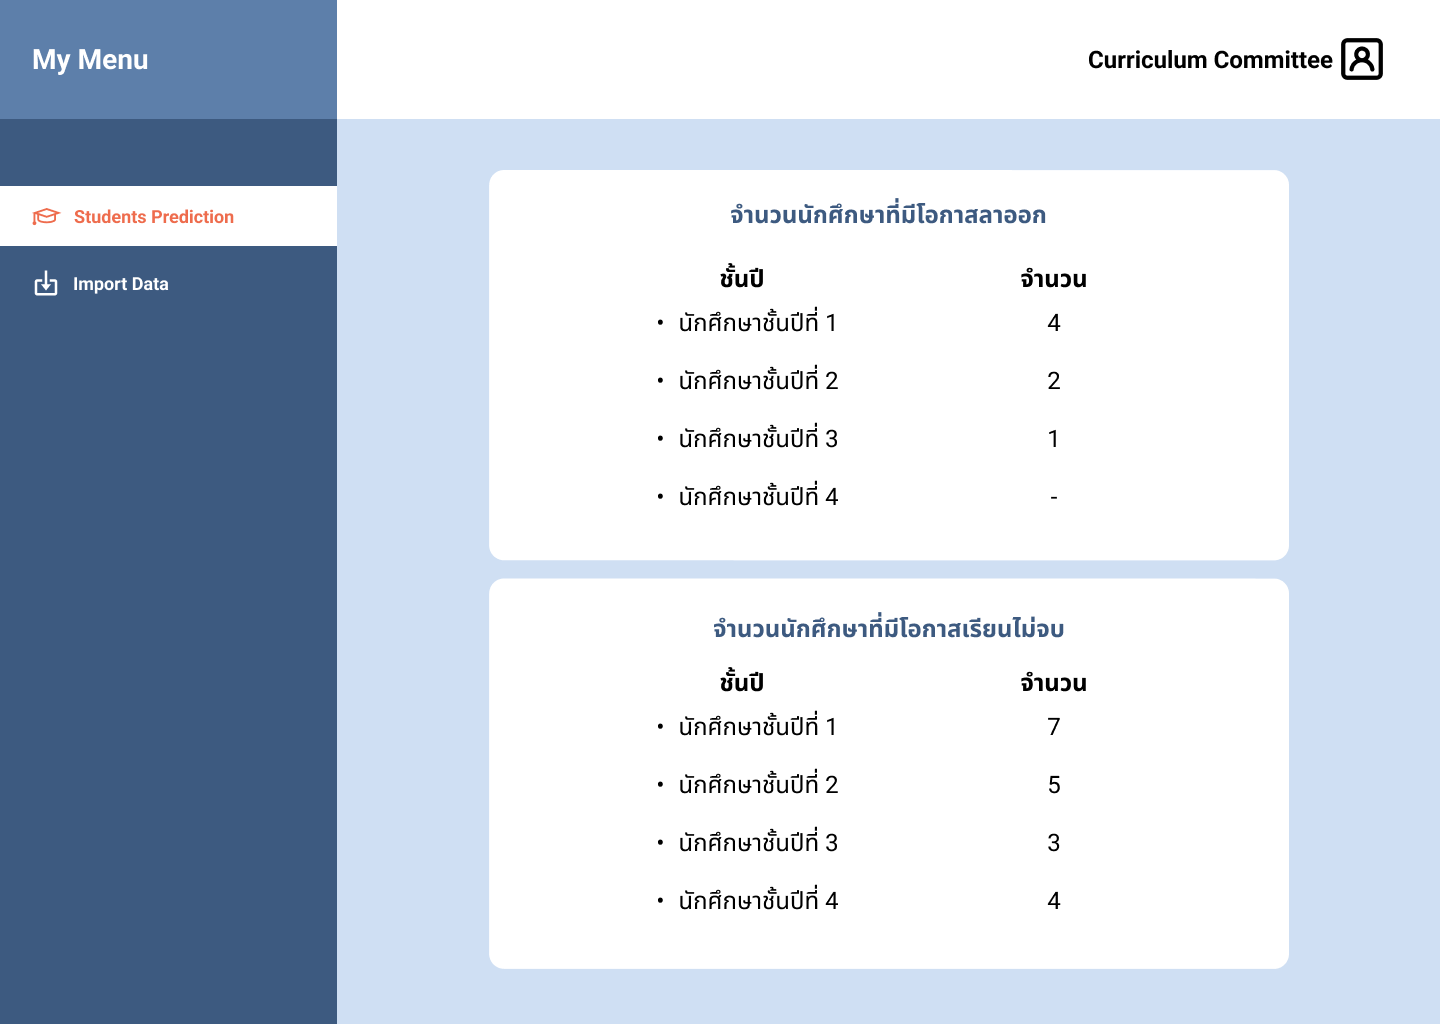 My Menu
Curriculum Committee
Students Prediction
Import Data
จำนวนนักศึกษาที่มีโอกาสลาออก
ชั้นปี จำนวน
• นักศึกษาชั้นปีที่ 1 4
• นักศึกษาชั้นปีที่ 2 2
• นักศึกษาชั้นปีที่ 3 1
• นักศึกษาชั้นปีที่ 4 -
จำนวนนักศึกษาที่มีโอกาสเรียนไม่จบ
ชั้นปี จำนวน
• นักศึกษาชั้นปีที่ 1 7
• นักศึกษาชั้นปีที่ 2 5
• นักศึกษาชั้นปีที่ 3 3
• นักศึกษาชั้นปีที่ 4 4